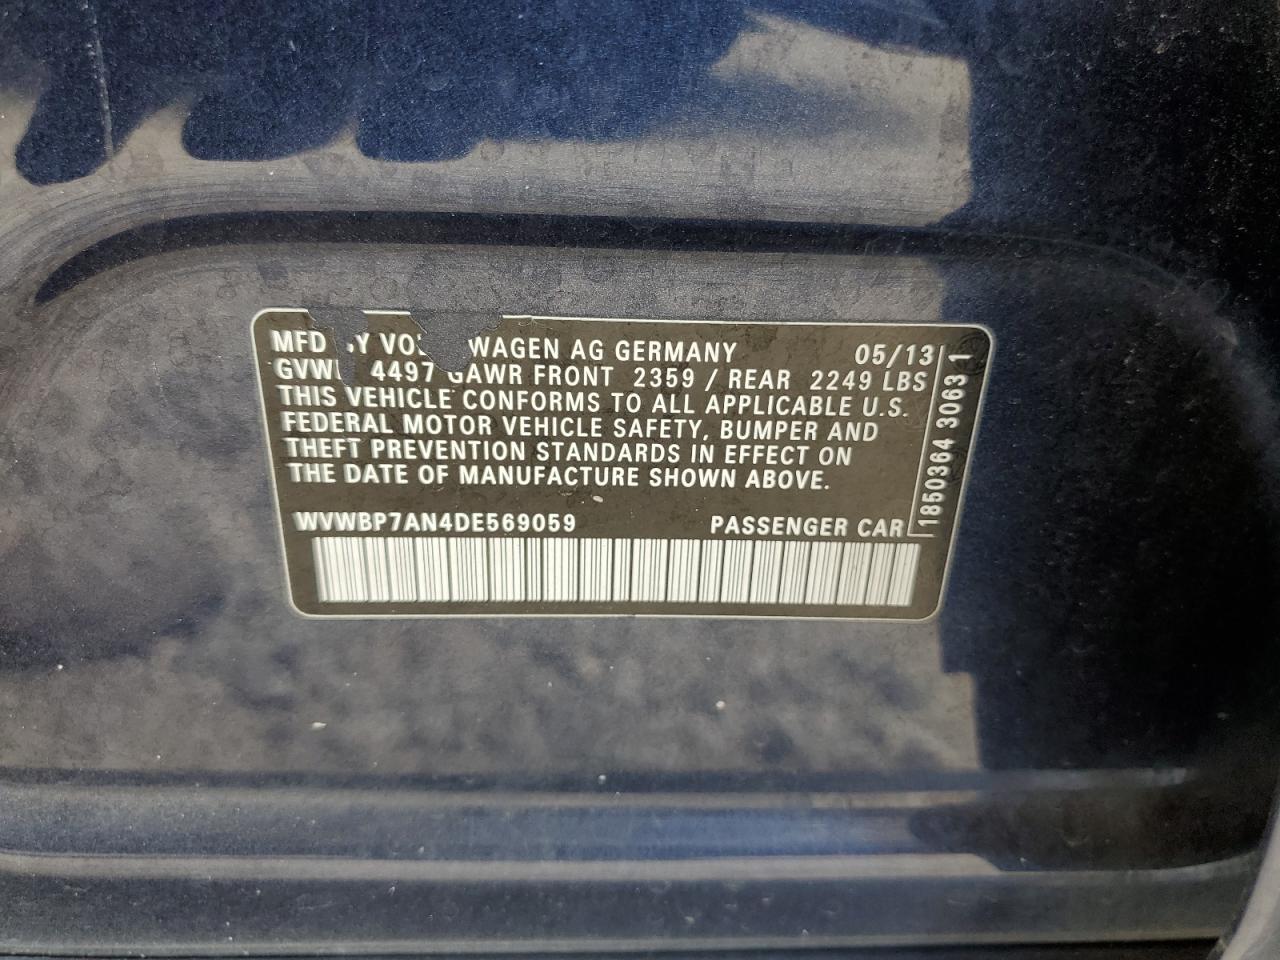 MFD VO WAGEN AG GERMANY 05/13
4497 GAWR FRONT 2359 / REAR 2249 LBS
THIS VEHICLE CONFORMS TO ALL APPLICABLE U.S.
FEDERAL MOTOR VEHICLE SAFETY, BUMPER AND
THEFT PREVENTION STANDARDS IN EFFECT ON
THE DATE OF MANUFACTURE SHOWN ABOVE.
WVWBP7AN4DE569059 PASSENGER CAR
1850364 3063 1